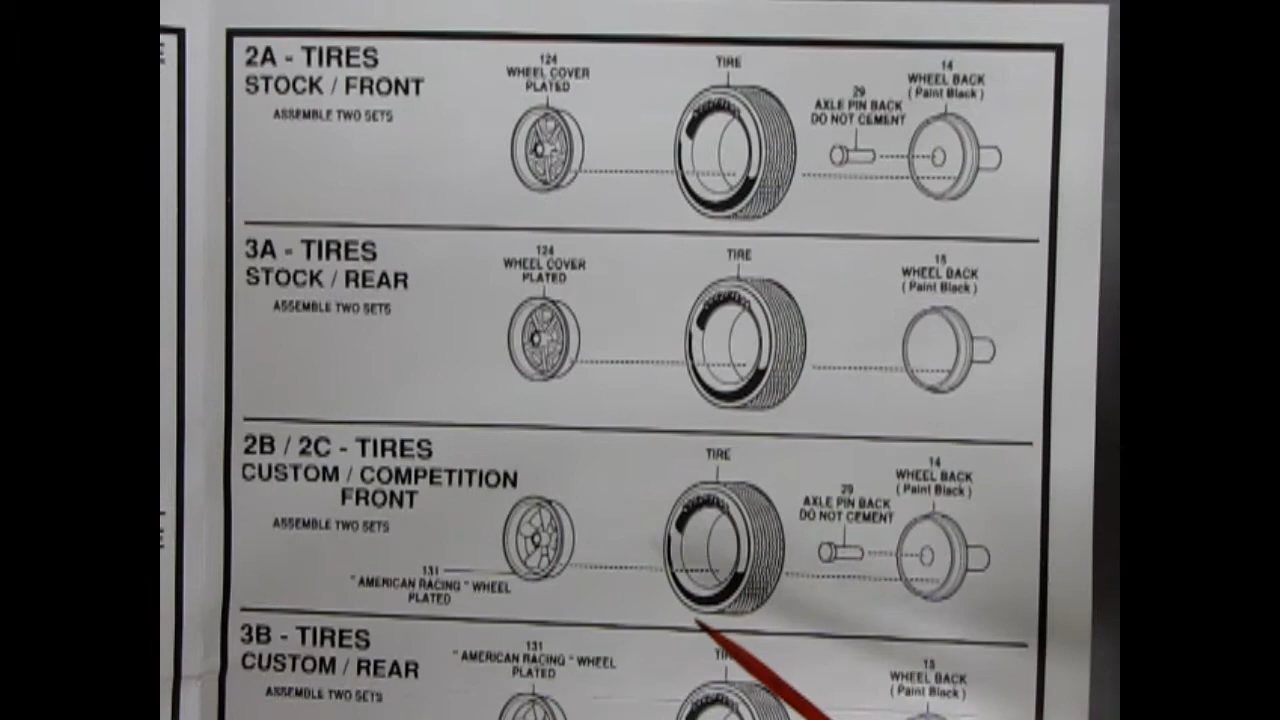 2A - TIRES
STOCK / FRONT
ASSEMBLE TWO SETS
124
WHEEL COVER
PLATED
TIRE
29
AXLE PIN BACK
DO NOT CEMENT
14
WHEEL BACK
( Paint Black )
3A - TIRES
STOCK / REAR
ASSEMBLE TWO SETS
124
WHEEL COVER
PLATED
TIRE
WHEEL BACK
( Paint Black )
2B / 2C - TIRES
CUSTOM / COMPETITION
FRONT
ASSEMBLE TWO SETS
131
" AMERICAN RACING " WHEEL
PLATED
TIRE
29
AXLE PIN BACK
DO NOT CEMENT
14
WHEEL BACK
( Paint Black )
3B - TIRES
CUSTOM / REAR
ASSEMBLE TWO SETS
131
" AMERICAN RACING " WHEEL
PLATED
WHEEL BACK
( Paint Black )